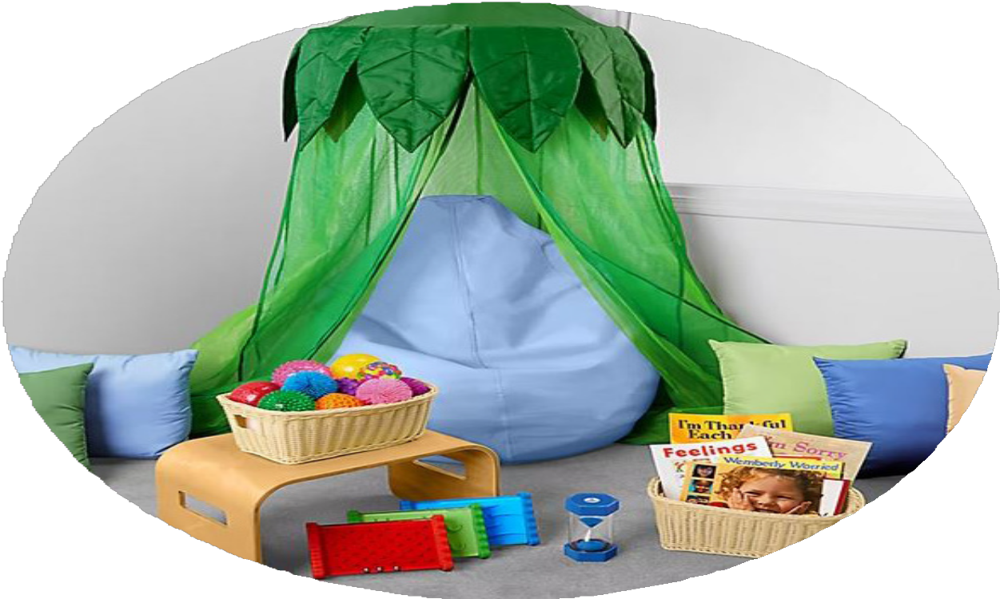 I'm Thankful
Each
I'm Sorry
Feelings
Wemberly Worried